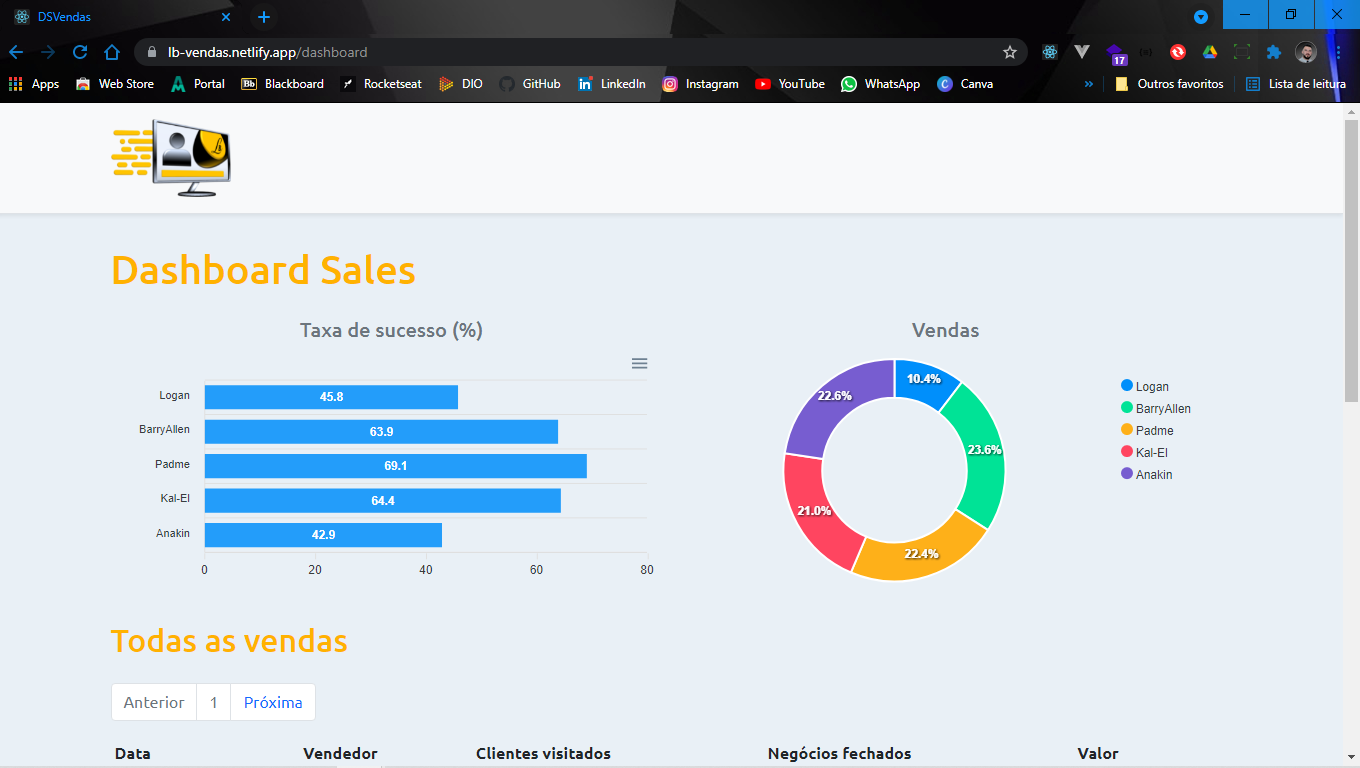 DSVendas
lb-vendas.netlify.app/dashboard
17
Apps Web Store Portal Bb Blackboard Rocketseat DIO GitHub in LinkedIn Instagram YouTube WhatsApp C Canva » Outros favoritos Lista de leitura
Dashboard Sales
Taxa de sucesso (%)
Logan 45.8
BarryAllen 63.9
Padme 69.1
Kal-El 64.4
Anakin 42.9
0 20 40 60 80
Vendas
10.4%
23.6%
22.4%
21.0%
22.6%
Logan
BarryAllen
Padme
Kal-El
Anakin
Todas as vendas
Anterior 1 Próxima
Data Vendedor Clientes visitados Negócios fechados Valor